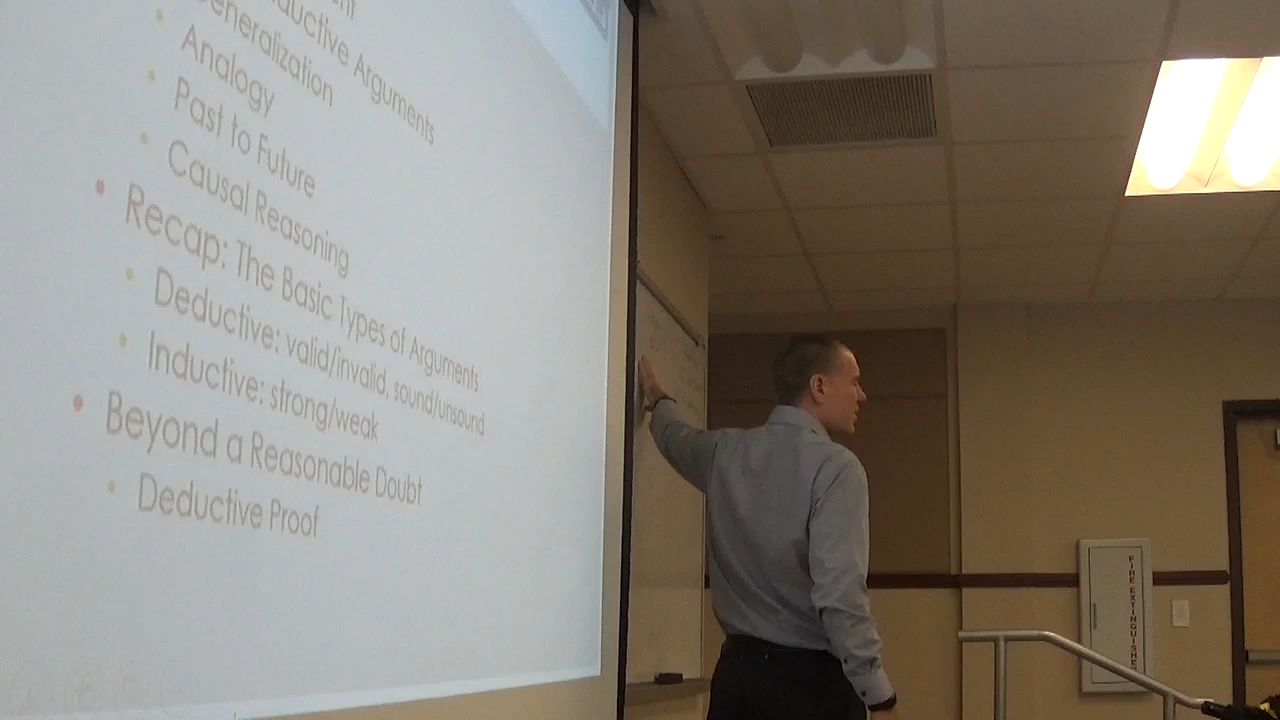 Arguments
Generalization
Analogy
Past to Future
Causal Reasoning
Recap: The Basic Types of Arguments
Deductive: valid/invalid, sound/unsound
Inductive: strong/weak
Beyond a Reasonable Doubt
Deductive Proof
FIRE EXTINGUISHER